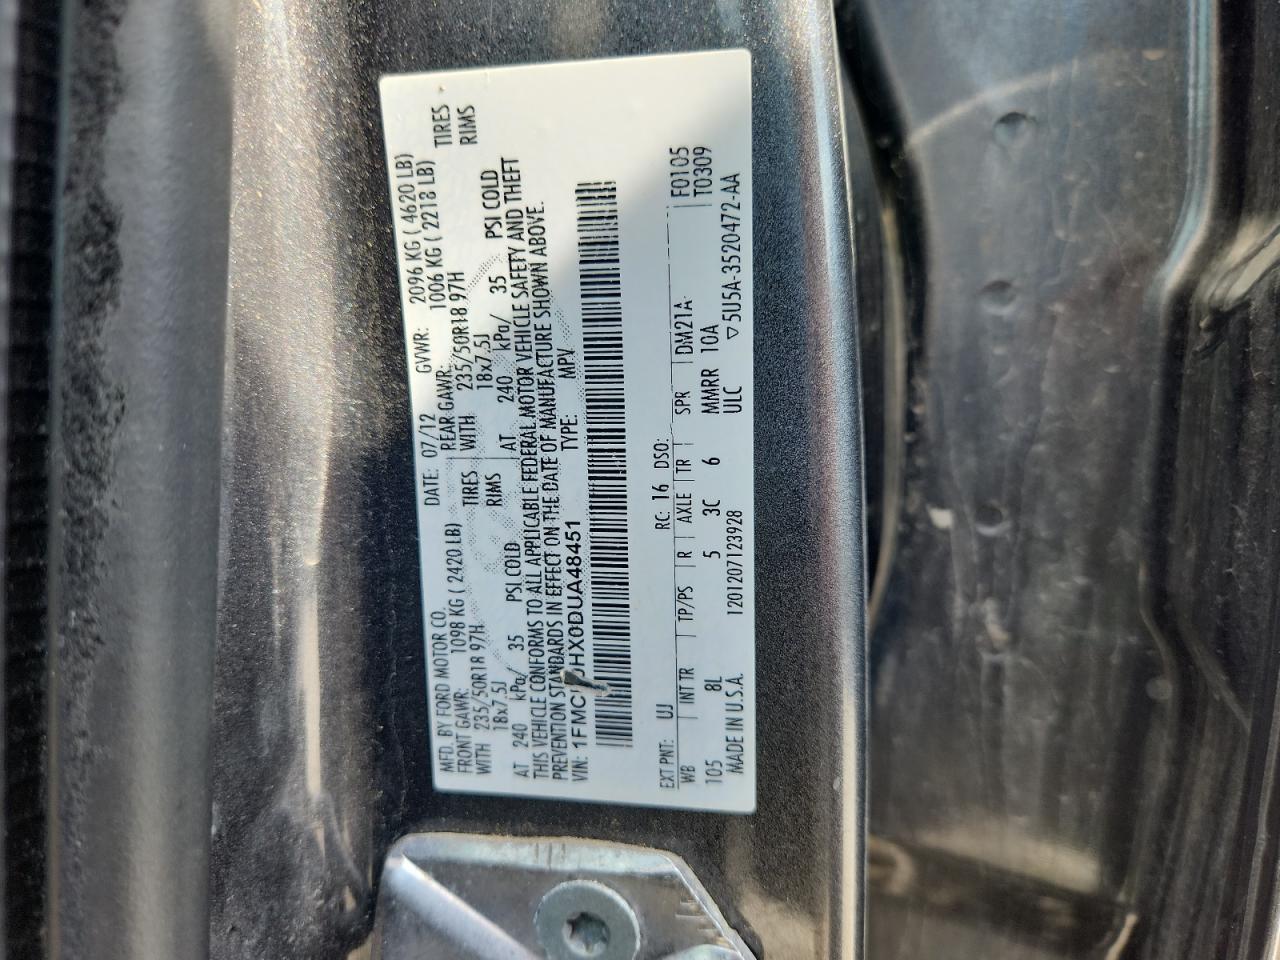 MFD. BY FORD MOTOR CO.
DATE: 07/12 GVWR: 2096 KG ( 4620 LB)
FRONT GAWR: 1098 KG ( 2420 LB) REAR GAWR: 1006 KG ( 2218 LB)
WITH 235/50R18 97H TIRES WITH 235/50R18 97H TIRES
18x7.5J RIMS 18x7.5J RIMS
AT 240 kPa/ 35 PSI COLD AT 240 kPa/ 35 PSI COLD
THIS VEHICLE CONFORMS TO ALL APPLICABLE FEDERAL MOTOR VEHICLE SAFETY AND THEFT
PREVENTION STANDARDS IN EFFECT ON THE DATE OF MANUFACTURE SHOWN ABOVE.
VIN: 1FMC HX0DUA48451 TYPE: MPV
EXT PNT: UJ RC: 16 DSO: F0105
WB INT TR TP/PS R AXLE TR SPR DM21A T0309
105 8L 5 3C 6 MMRR 10A
MADE IN U.S.A. 120120712 3928 ULC ▽5U5A-3520472-AA